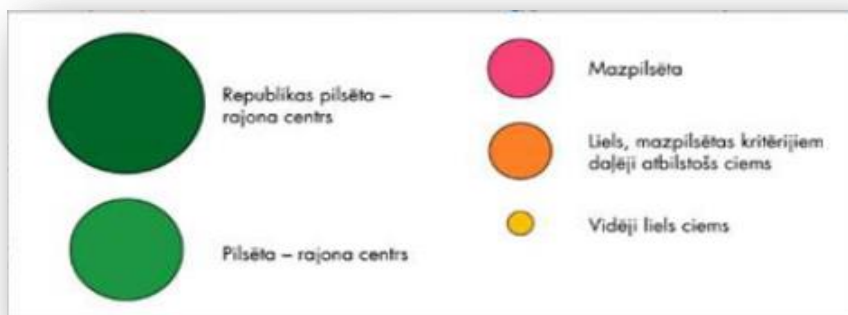 Republikas pilsēta –
rajona centrs
Pilsēta – rajona centrs
Mazpilsēta
Liels, mazpilsētas kritērijiem
daļēji atbilstošs ciems
Vidēji liels ciems